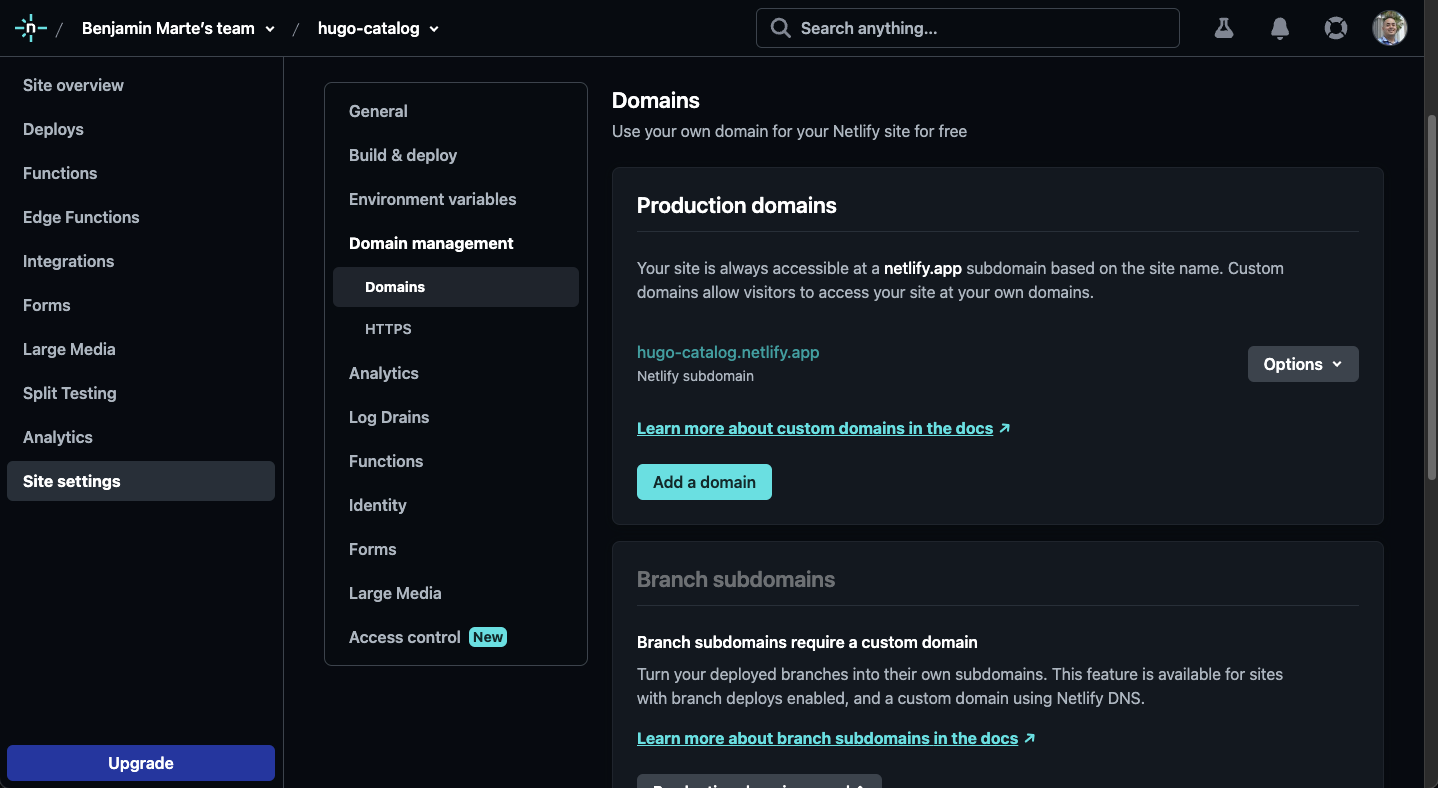 Benjamin Marte's team
/
hugo-catalog
Search anything...
Site overview
Deploys
Functions
Edge Functions
Integrations
Forms
Large Media
Split Testing
Analytics
Site settings
Upgrade
General
Build & deploy
Environment variables
Domain management
Domains
HTTPS
Analytics
Log Drains
Functions
Identity
Forms
Large Media
Access control New
Domains
Use your own domain for your Netlify site for free
Production domains
Your site is always accessible at a netlify.app subdomain based on the site name. Custom
domains allow visitors to access your site at your own domains.
hugo-catalog.netlify.app
Netlify subdomain
Options
Learn more about custom domains in the docs
Add a domain
Branch subdomains
Branch subdomains require a custom domain
Turn your deployed branches into their own subdomains. This feature is available for sites
with branch deploys enabled, and a custom domain using Netlify DNS.
Learn more about branch subdomains in the docs